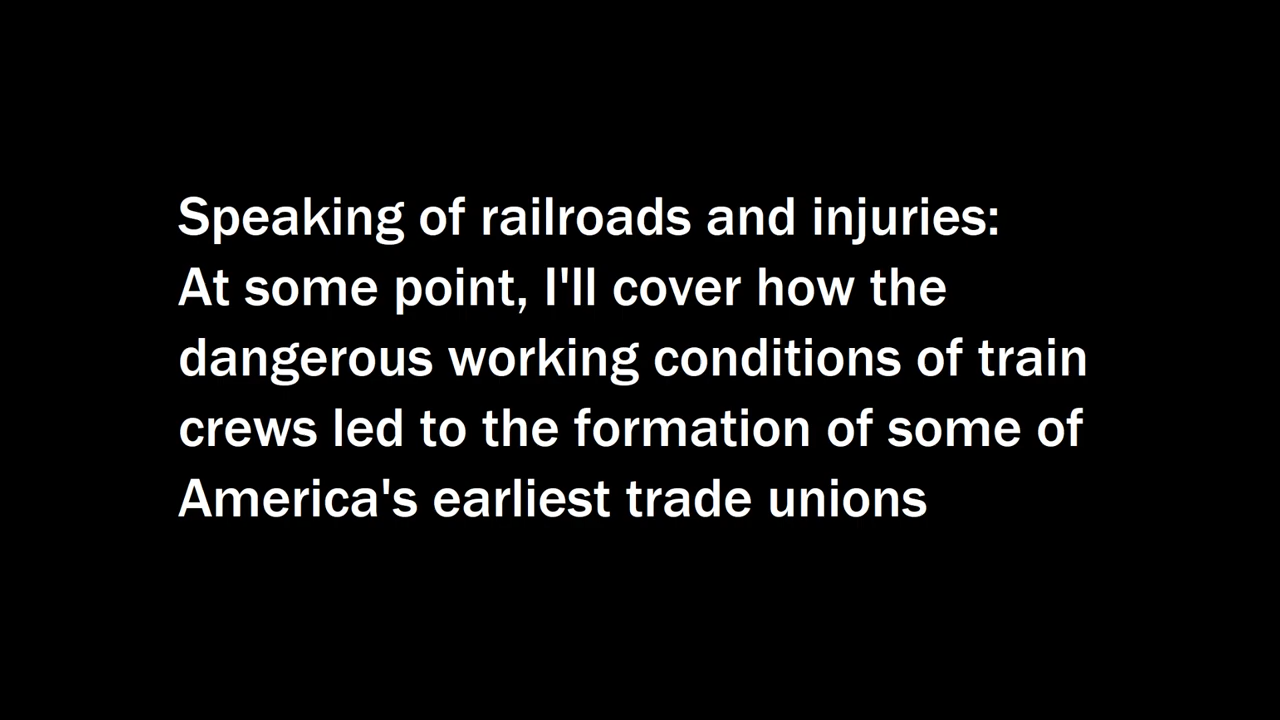 Speaking of railroads and injuries:
At some point, I'll cover how the
dangerous working conditions of train
crews led to the formation of some of
America's earliest trade unions